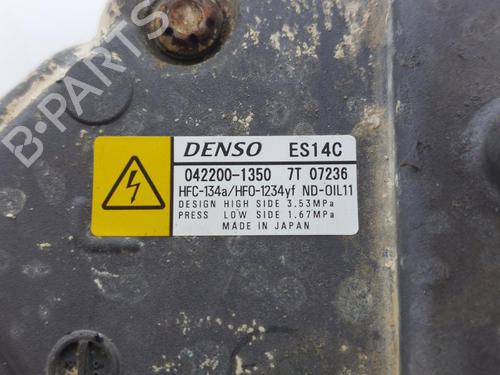 B-PARTS
DENSO ES14C
042200-1350 7T 07236
HFC-134a/HFO-1234yf ND-OIL11
DESIGN HIGH SIDE 3.53MPa
PRESS LOW SIDE 1.67MPa
MADE IN JAPAN